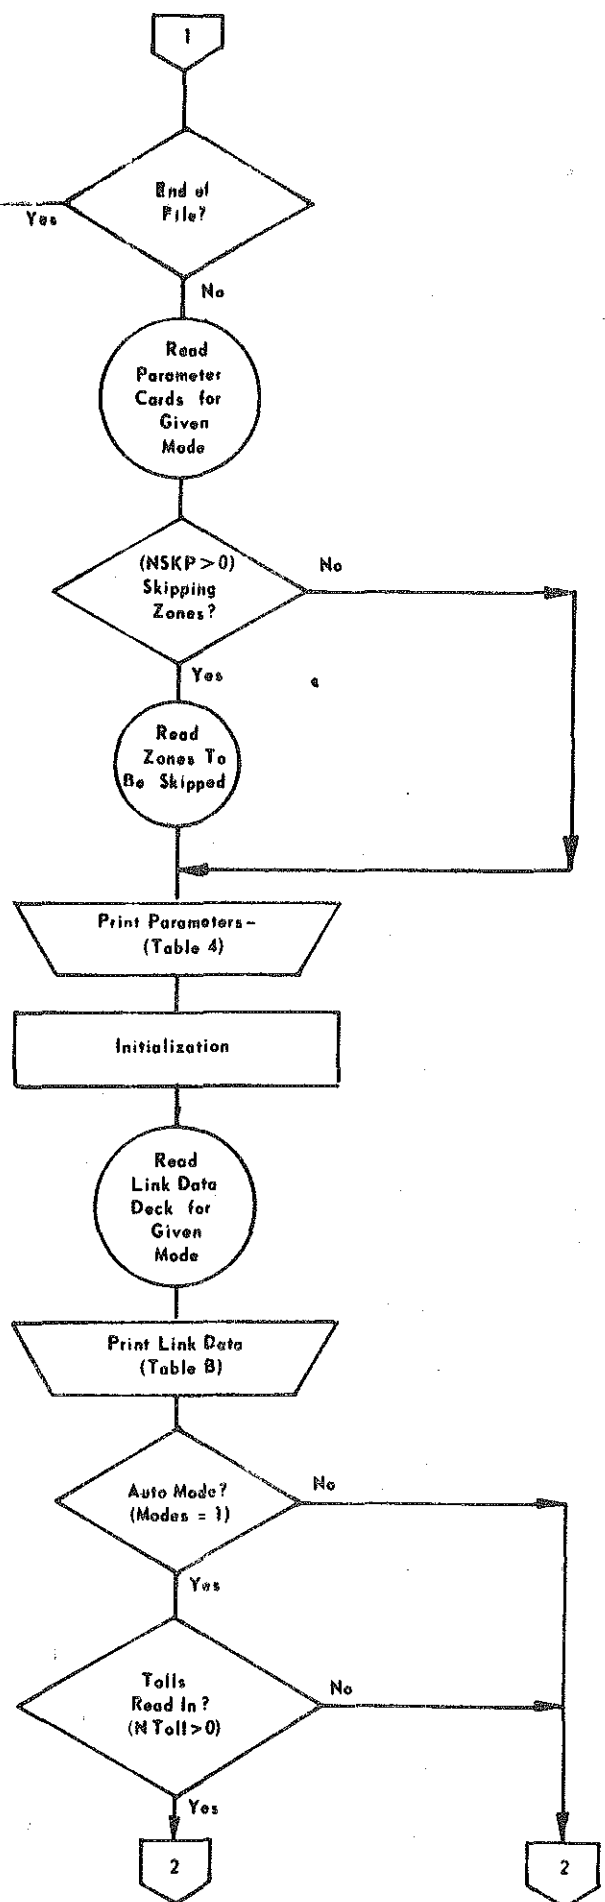 1
End of
File?
Yes
No
Read
Parameter
Cards for
Given
Mode
(NSKP > 0)
Skipping
Zones?
No
Yes
Read
Zones To
Be Skipped
Print Parameters-
(Table 4)
Initialization
Read
Link Data
Deck for
Given
Mode
Print Link Data
(Table B)
Auto Mode?
(Modes = 1)
No
Yes
Tolls
Read In?
(N Toll > 0)
No
Yes
2
2